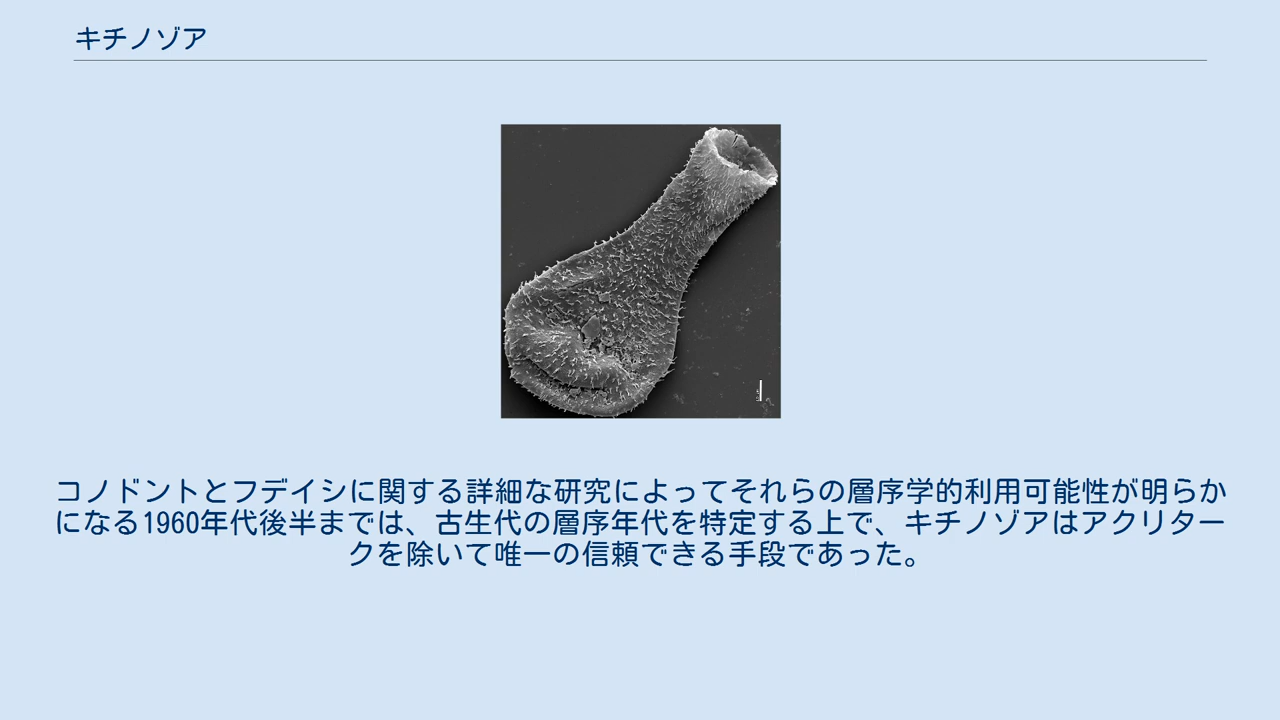 キチノゾア
コノドントとフデイシに関する詳細な研究によってそれらの層序学的利用可能性が明らか
になる1960年代後半までは、古生代の層序年代を特定する上で、キチノゾアはアクリター
クを除いて唯一の信頼できる手段であった。